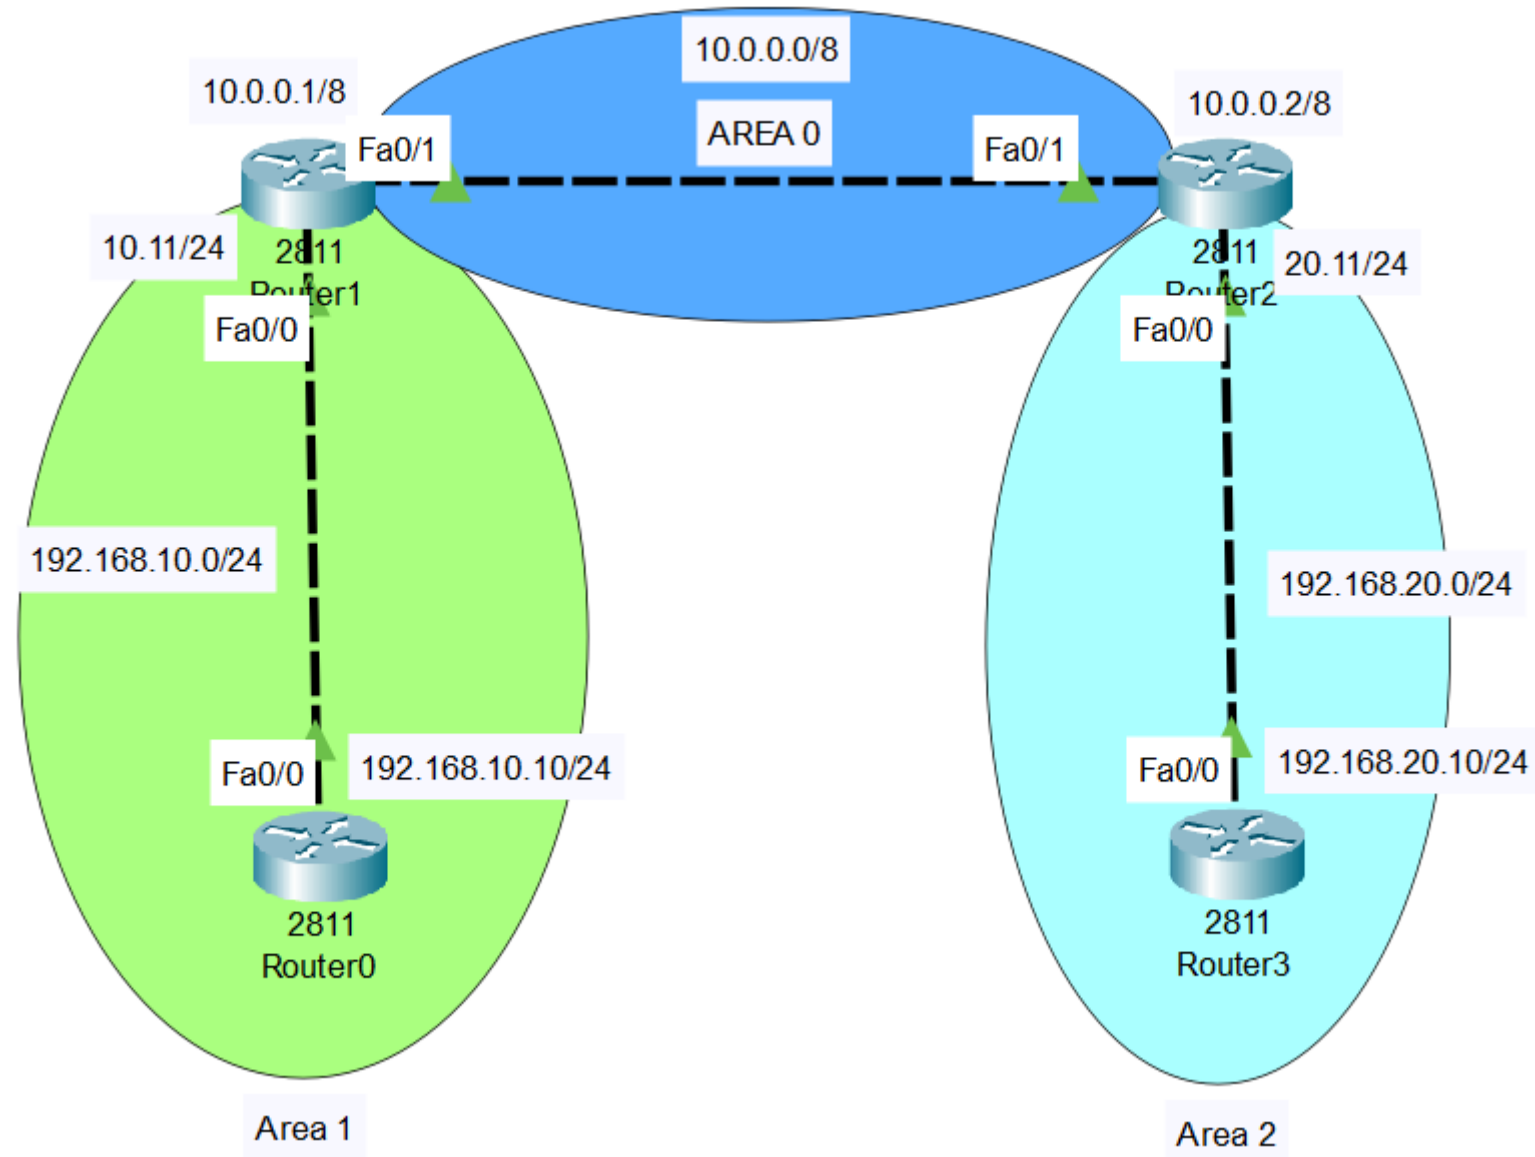 10.0.0.0/8
10.0.0.1/8
10.0.0.2/8
AREA 0
Fa0/1
Fa0/1
10.11/24
2811
Router1
2811
Router2
20.11/24
Fa0/0
Fa0/0
192.168.10.0/24
192.168.20.0/24
Fa0/0
192.168.10.10/24
Fa0/0
192.168.20.10/24
2811
Router0
2811
Router3
Area 1
Area 2